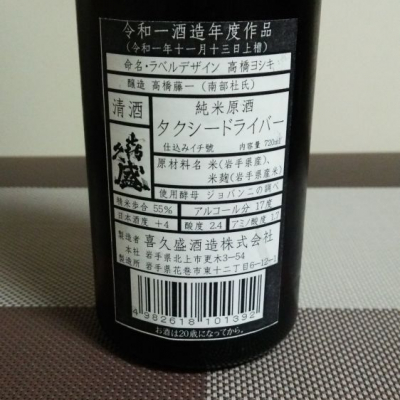 令和一酒造年度作品
(令和一年十一月十三日上槽)
命名・ラベルデザイン 高橋ヨシキ
醸造 高橋藤一 (南部杜氏)
清酒
喜久盛
純米原酒
タクシードライバー
仕込みイチ號 内容量 720ml
原材料名 米(岩手県産)、
米麹(岩手県産米)
使用酵母 ジョバンニの調べ
精米歩合 55% アルコール分 17度
日本酒度 +4 酸度 2.4 アミノ酸度 1.7
製造者 喜久盛酒造株式会社
本社 岩手県北上市更木3-54
製造所 岩手県花巻市東十二丁目6-12-1
4982618101392
お酒は20歳になってから。